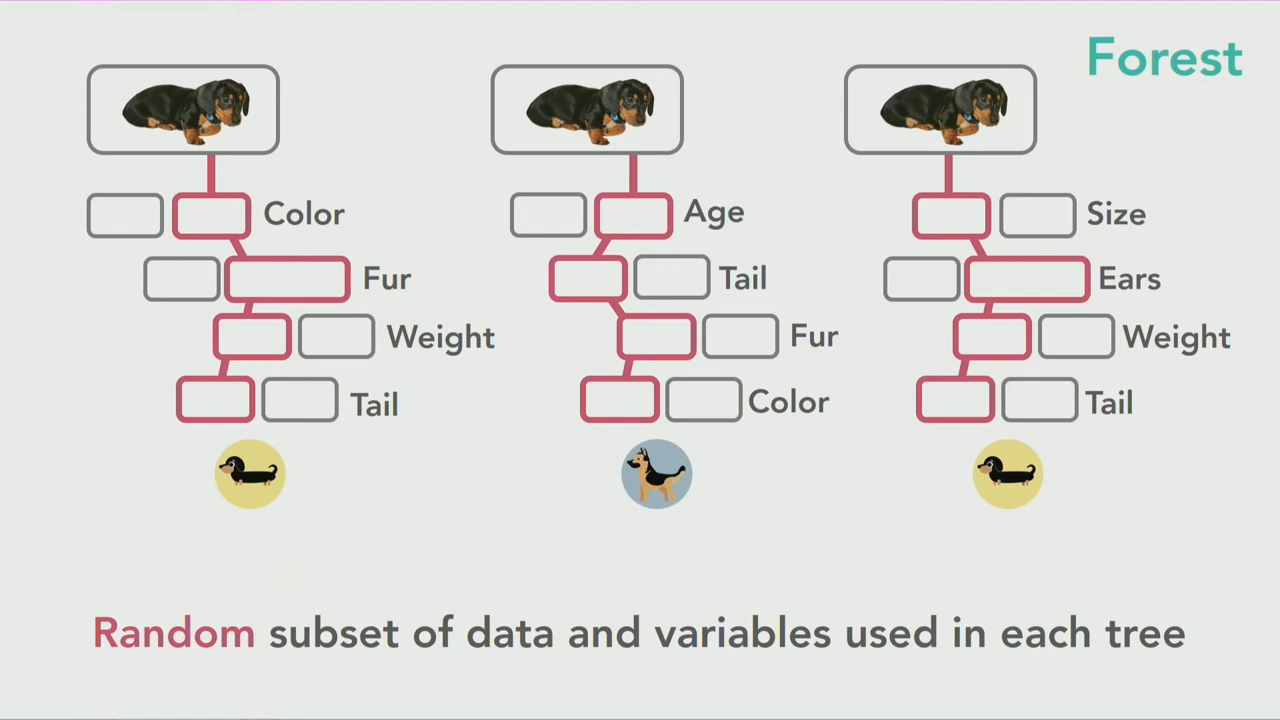 Forest
Color
Fur
Weight
Tail
Age
Tail
Fur
Color
Size
Ears
Weight
Tail
Random subset of data and variables used in each tree